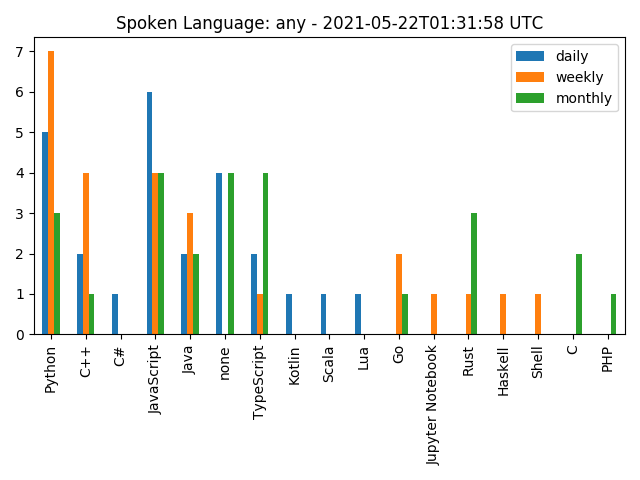 Spoken Language: any - 2021-05-22T01:31:58 UTC
daily
weekly
monthly
7
6
5
4
3
2
1
0
Python
C++
C#
JavaScript
Java
none
TypeScript
Kotlin
Scala
Lua
Go
Jupyter Notebook
Rust
Haskell
Shell
C
PHP